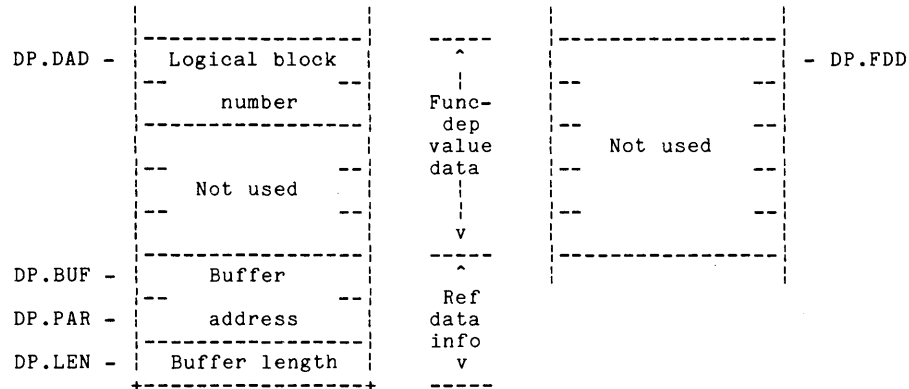 DP.DAD - Logical block ^ - DP.FDD
number Func-
dep
value Not used
data
Not used
v
DP.BUF - Buffer ^
Ref
DP.PAR - address data
info
DP.LEN - Buffer length v